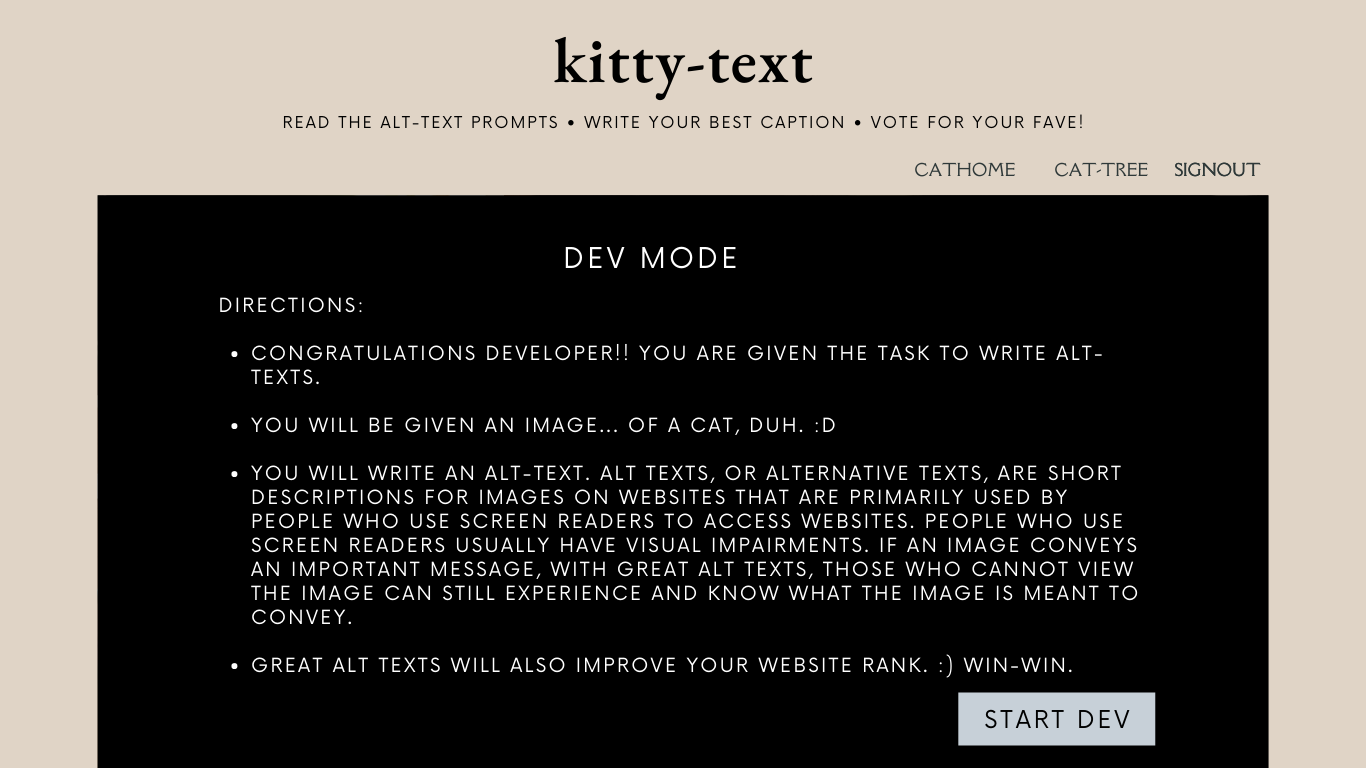 kitty-text
READ THE ALT-TEXT PROMPTS • WRITE YOUR BEST CAPTION • VOTE FOR YOUR FAVE!
CATHOME CAT-TREE SIGNOUT
DEV MODE
DIRECTIONS:
• CONGRATULATIONS DEVELOPER!! YOU ARE GIVEN THE TASK TO WRITE ALT-
TEXTS.
• YOU WILL BE GIVEN AN IMAGE... OF A CAT, DUH. :D
• YOU WILL WRITE AN ALT-TEXT. ALT TEXTS, OR ALTERNATIVE TEXTS, ARE SHORT
DESCRIPTIONS FOR IMAGES ON WEBSITES THAT ARE PRIMARILY USED BY
PEOPLE WHO USE SCREEN READERS TO ACCESS WEBSITES. PEOPLE WHO USE
SCREEN READERS USUALLY HAVE VISUAL IMPAIRMENTS. IF AN IMAGE CONVEYS
AN IMPORTANT MESSAGE, WITH GREAT ALT TEXTS, THOSE WHO CANNOT VIEW
THE IMAGE CAN STILL EXPERIENCE AND KNOW WHAT THE IMAGE IS MEANT TO
CONVEY.
• GREAT ALT TEXTS WILL ALSO IMPROVE YOUR WEBSITE RANK. :) WIN-WIN.
START DEV